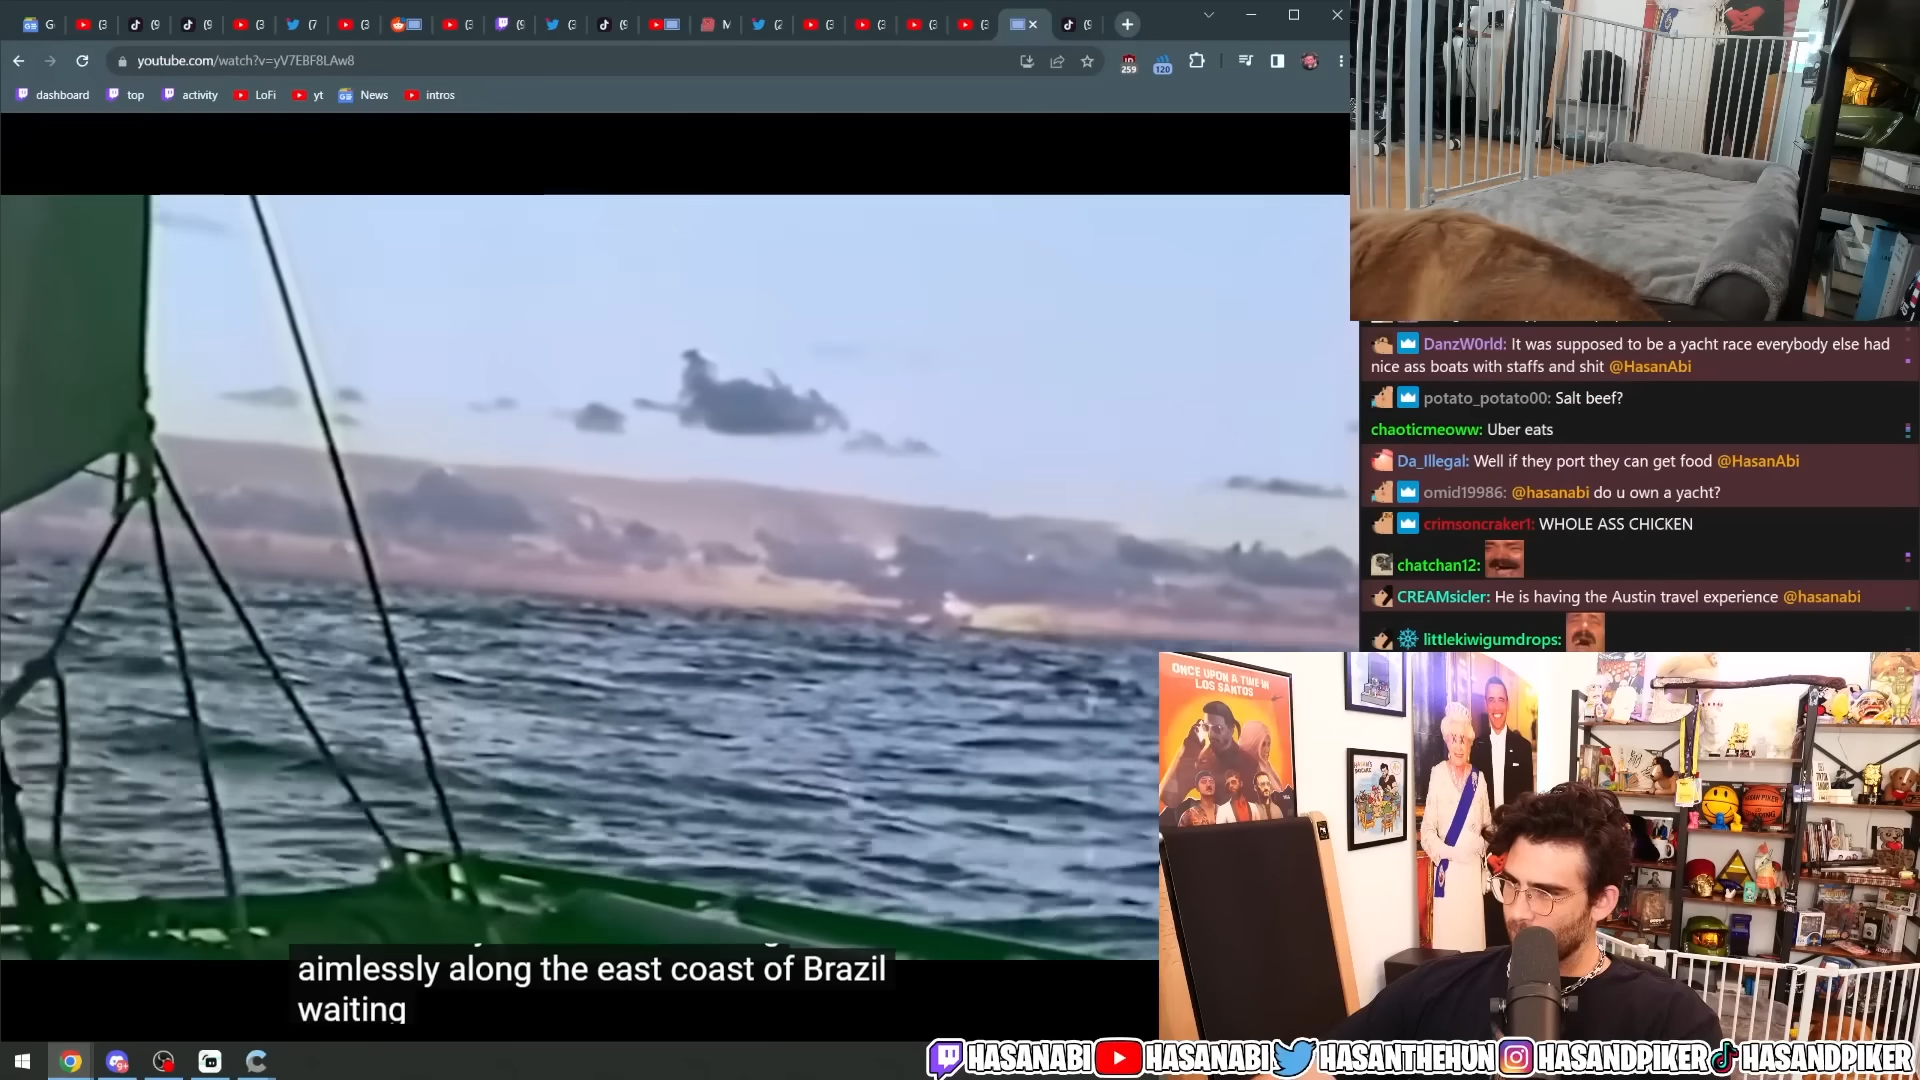 youtube.com/watch?v=yV7EBF8LAw8
259
120
dashboard
top
activity
LoFi
yt
News
intros
DanzW0rld: It was supposed to be a yacht race everybody else had
nice ass boats with staffs and shit @HasanAbi
potato_potato00: Salt beef?
chaoticmeoww: Uber eats
Da_Illegal: Well if they port they can get food @HasanAbi
omid19986: @hasanabi do u own a yacht?
crimsoncraker1: WHOLE ASS CHICKEN
chatchan12:
CREAMsicler: He is having the Austin travel experience @hasanabi
littlekiwigumdrops:
ONCE UPON A TIME IN
LOS SANTOS
aimlessly along the east coast of Brazil
waiting
HASANABI HASANABI HASANTHEHUN HASANDPIKER HASANDPIKER